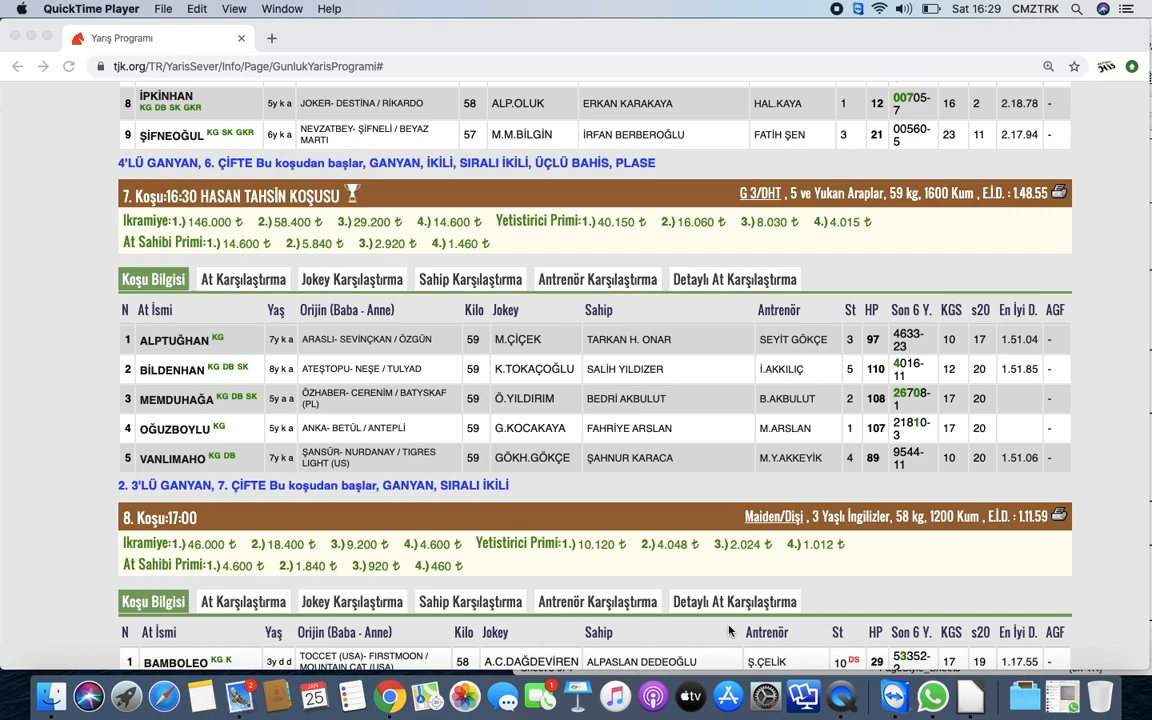 QuickTime Player File Edit View Window Help Sat 16:29 CMZTRK
Yarış Programı
tjk.org/TR/YarisSever/Info/Page/GunlukYarisProgrami#
8 İPKİNHAN KG DB SK GKR 5y k a JOKER- DESTİNA / RİKARDO 58 ALP.OLUK ERKAN KARAKAYA HAL.KAYA 1 12 00705-7 16 2 2.18.78 -
9 ŞİFNEOĞUL KG SK GKR 6y k a NEVZATBEY- ŞİFNELİ / BEYAZ MARTI 57 M.M.BİLGİN İRFAN BERBEROĞLU FATİH ŞEN 3 21 00560-5 23 11 2.17.94 -
4'LÜ GANYAN, 6. ÇİFTE Bu koşudan başlar, GANYAN, İKİLİ, SIRALI İKİLİ, ÜÇLÜ BAHİS, PLASE
7. Koşu:16:30 HASAN TAHSİN KOŞUSU G 3/DHT , 5 ve Yukarı Araplar, 59 kg, 1600 Kum , E.İ.D. : 1.48.55
Ikramiye:1.) 146.000 ₺ 2.) 58.400 ₺ 3.) 29.200 ₺ 4.) 14.600 ₺ Yetistirici Primi:1.) 40.150 ₺ 2.) 16.060 ₺ 3.) 8.030 ₺ 4.) 4.015 ₺
At Sahibi Primi:1.) 14.600 ₺ 2.) 5.840 ₺ 3.) 2.920 ₺ 4.) 1.460 ₺
Koşu Bilgisi At Karşılaştırma Jokey Karşılaştırma Sahip Karşılaştırma Antrenör Karşılaştırma Detaylı At Karşılaştırma
N At İsmi Yaş Orijin (Baba - Anne) Kilo Jokey Sahip Antrenör St HP Son 6 Y. KGS s20 En İyi D. AGF
1 ALPTUĞHAN KG 7y k a ARASLI- SEVİNÇKAN / ÖZGÜN 59 M.ÇİÇEK TARKAN H. ONAR SEYİT GÖKÇE 3 97 4633-23 10 17 1.51.04 -
2 BİLDENHAN KG DB SK 8y k a ATEŞTOPU- NEŞE / TULYAD 59 K.TOKAÇOĞLU SALİH YILDIZER İ.AKKILIÇ 5 110 4016-11 12 20 1.51.85 -
3 MEMDUHAĞA KG DB SK 5y a a ÖZHABER- CERENİM / BATYSKAF (PL) 59 Ö.YILDIRIM BEDRİ AKBULUT B.AKBULUT 2 108 26708-1 17 20 -
4 OĞUZBOYLU KG 5y k a ANKA- BETÜL / ANTEPLİ 59 G.KOCAKAYA FAHRİYE ARSLAN M.ARSLAN 1 107 21810-3 17 20 -
5 VANLIMAHO KG DB 7y k a ŞANSÜR- NURDANAY / TIGRES LIGHT (US) 59 GÖKH.GÖKÇE ŞAHNUR KARACA M.Y.AKKEYİK 4 89 9544-11 10 20 1.51.06 -
2. 3'LÜ GANYAN, 7. ÇİFTE Bu koşudan başlar, GANYAN, SIRALI İKİLİ
8. Koşu:17:00 Maiden/Dişi , 3 Yaşlı İngilizler, 58 kg, 1200 Kum , E.İ.D. : 1.11.59
Ikramiye:1.) 46.000 ₺ 2.) 18.400 ₺ 3.) 9.200 ₺ 4.) 4.600 ₺ Yetistirici Primi:1.) 10.120 ₺ 2.) 4.048 ₺ 3.) 2.024 ₺ 4.) 1.012 ₺
At Sahibi Primi:1.) 4.600 ₺ 2.) 1.840 ₺ 3.) 920 ₺ 4.) 460 ₺
Koşu Bilgisi At Karşılaştırma Jokey Karşılaştırma Sahip Karşılaştırma Antrenör Karşılaştırma Detaylı At Karşılaştırma
N At İsmi Yaş Orijin (Baba - Anne) Kilo Jokey Sahip Antrenör St HP Son 6 Y. KGS s20 En İyi D. AGF
1 BAMBOLEO KG K 3y d d TOCCET (USA)- FIRSTMOON / MOUNTAIN CAT (USA) 58 A.C.DAĞDEVİREN ALPASLAN DEDEOĞLU Ş.ÇELİK 10 DS 29 53352- 17 19 1.17.55 -
2 JAN 25 1 tv